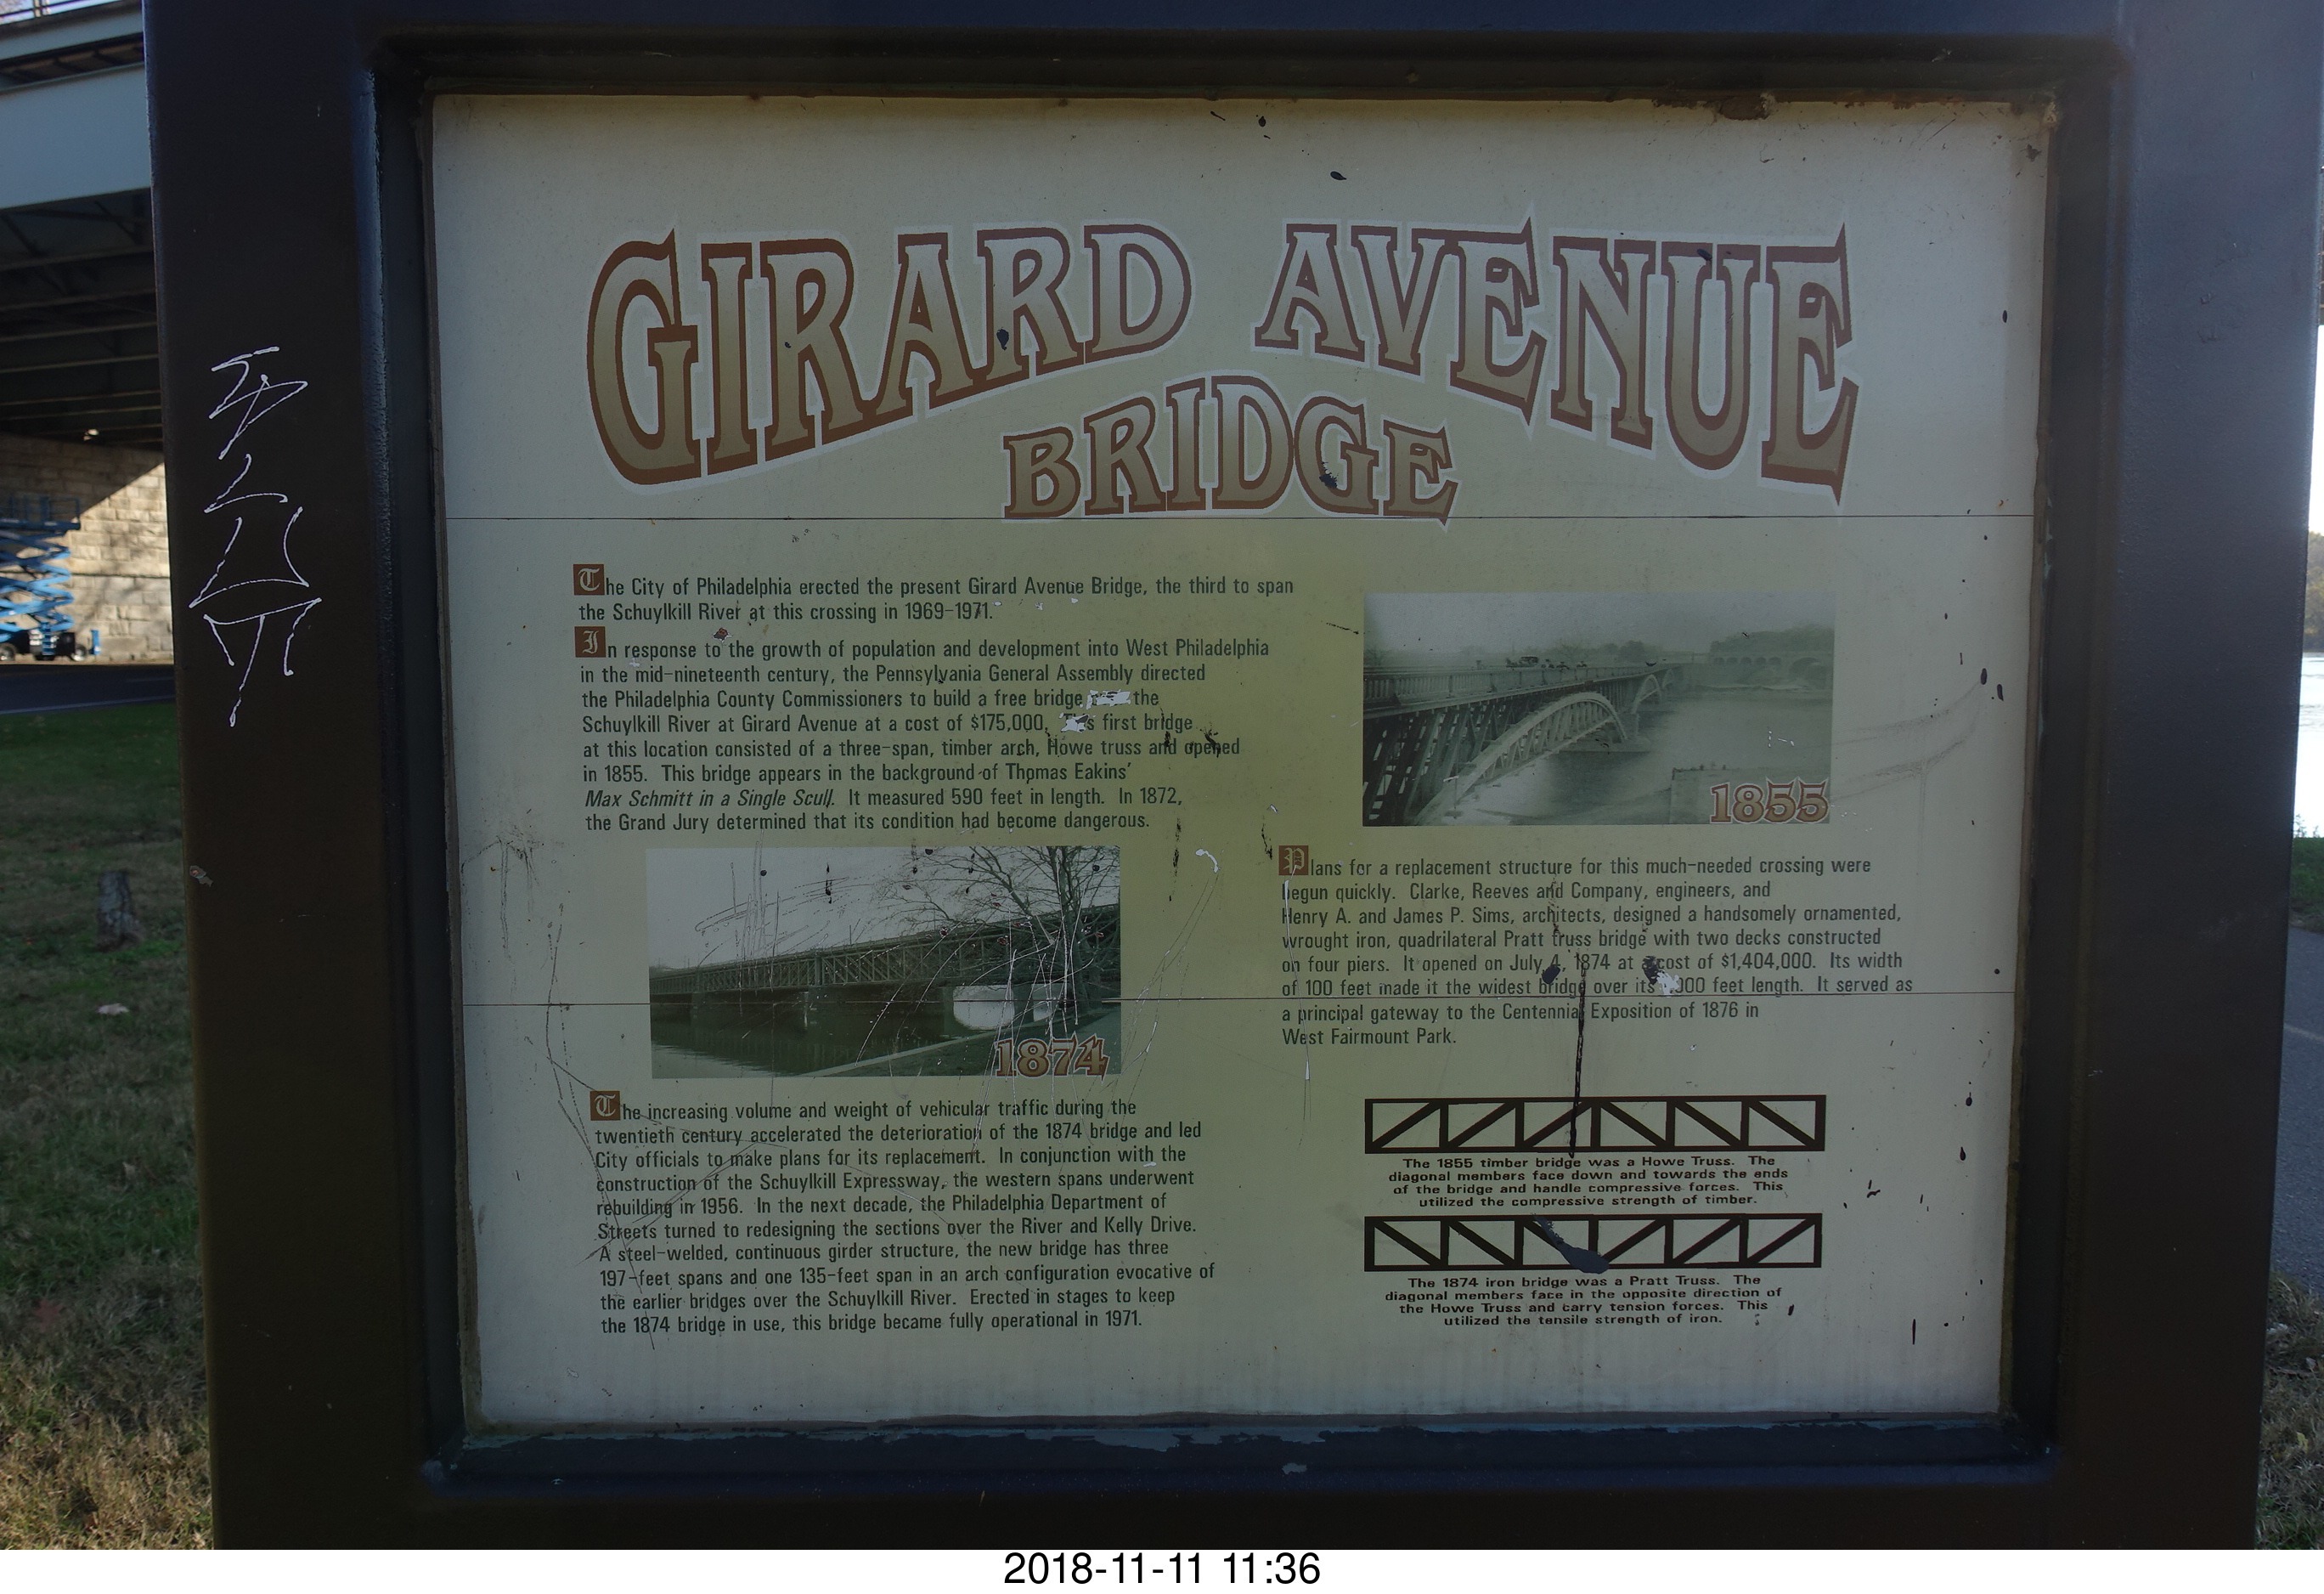 GIRARD AVENUE
BRIDGE
The City of Philadelphia erected the present Girard Avenue Bridge, the third to span
the Schuylkill River at this crossing in 1969-1971.
In response to the growth of population and development into West Philadelphia
in the mid-nineteenth century, the Pennsylvania General Assembly directed
the Philadelphia County Commissioners to build a free bridge the
Schuylkill River at Girard Avenue at a cost of $175,000. This first bridge
at this location consisted of a three-span, timber arch, Howe truss and opened
in 1855. This bridge appears in the background of Thomas Eakins'
Max Schmitt in a Single Scull. It measured 590 feet in length. In 1872,
the Grand Jury determined that its condition had become dangerous.
1855
1874
Plans for a replacement structure for this much-needed crossing were
begun quickly. Clarke, Reeves and Company, engineers, and
Henry A. and James P. Sims, architects, designed a handsomely ornamented,
wrought iron, quadrilateral Pratt truss bridge with two decks constructed
on four piers. It opened on July 4, 1874 at a cost of $1,404,000. Its width
of 100 feet made it the widest bridge over its feet length. It served as
a principal gateway to the Centennial Exposition of 1876 in
West Fairmount Park.
The increasing volume and weight of vehicular traffic during the
twentieth century accelerated the deterioration of the 1874 bridge and led
City officials to make plans for its replacement. In conjunction with the
construction of the Schuylkill Expressway, the western spans underwent
rebuilding in 1956. In the next decade, the Philadelphia Department of
Streets turned to redesigning the sections over the River and Kelly Drive.
A steel-welded, continuous girder structure, the new bridge has three
197-feet spans and one 135-feet span in an arch configuration evocative of
the earlier bridges over the Schuylkill River. Erected in stages to keep
the 1874 bridge in use, this bridge became fully operational in 1971.
The 1855 timber bridge was a Howe Truss. The
diagonal members face down and towards the ends
of the bridge and handle compressive forces. This
utilized the compressive strength of timber.
The 1874 iron bridge was a Pratt Truss. The
diagonal members face in the opposite direction of
the Howe Truss and carry tension forces. This
utilized the tensile strength of iron.
2018-11-11 11:36